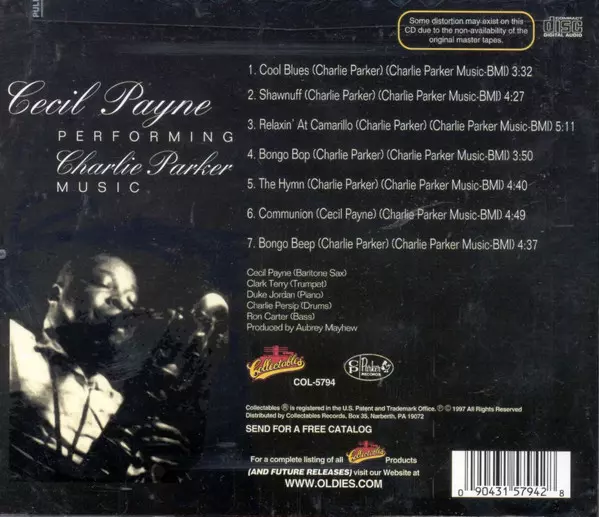 PULL
Some distortion may exist on this
CD due to the non-availability of the
original master tapes.
COMPACT
disc
DIGITAL AUDIO
Cecil Payne
PERFORMING
Charlie Parker
MUSIC
1. Cool Blues (Charlie Parker) (Charlie Parker Music-BMI) 3:32
2. Shawnuff (Charlie Parker) (Charlie Parker Music-BMI) 4:27
3. Relaxin' At Camarillo (Charlie Parker) (Charlie Parker Music-BMI) 5:11
4. Bongo Bop (Charlie Parker) (Charlie Parker Music-BMI) 3:50
5. The Hymn (Charlie Parker) (Charlie Parker Music-BMI) 4:40
6. Communion (Cecil Payne) (Charlie Parker Music-BMI) 4:49
7. Bongo Beep (Charlie Parker) (Charlie Parker Music-BMI) 4:37
Cecil Payne (Baritone Sax)
Clark Terry (Trumpet)
Duke Jordan (Piano)
Charlie Persip (Drums)
Ron Carter (Bass)
Produced by Aubrey Mayhew
Collectables
COL-5794
Parker
RECORDS
Collectables ® is registered in the U.S. Patent and Trademark Office. ℗ © 1997 All Rights Reserved.
Distributed by Collectables Records, Box 35, Narberth, PA 19072
SEND FOR A FREE CATALOG
For a complete listing of all Collectables Products
(AND FUTURE RELEASES) visit our Website at
WWW.OLDIES.COM
0 90431 57942 8